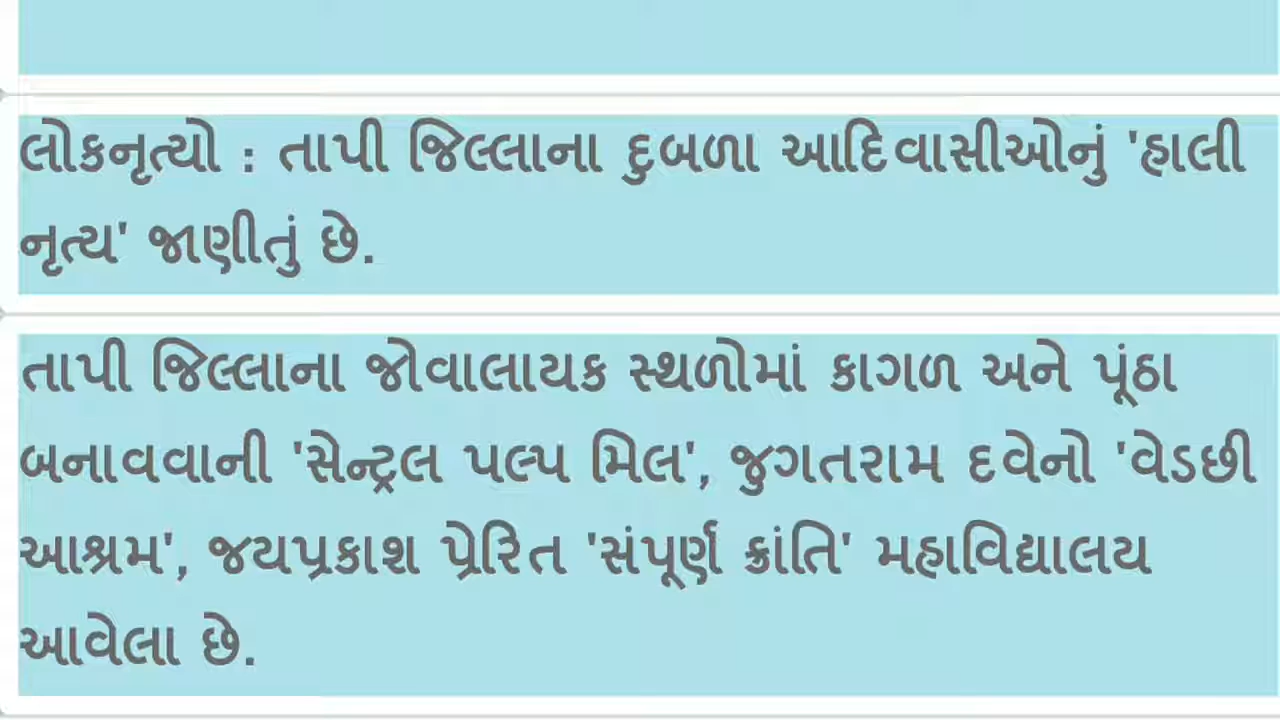 લોકનૃત્યો : તાપી જિલ્લાના દુબળા આદિવાસીઓનું 'હાલી
નૃત્ય' જાણીતું છે.
તાપી જિલ્લાના જોવાલાયક સ્થળોમાં કાગળ અને પૂંઠા
બનાવવાની 'સેન્ટ્રલ પલ્પ મિલ', જુગતરામ દવેનો 'વેડછી
આશ્રમ', જયપ્રકાશ પ્રેરિત 'સંપૂર્ણ ક્રાંતિ' મહાવિદ્યાલય
આવેલા છે.